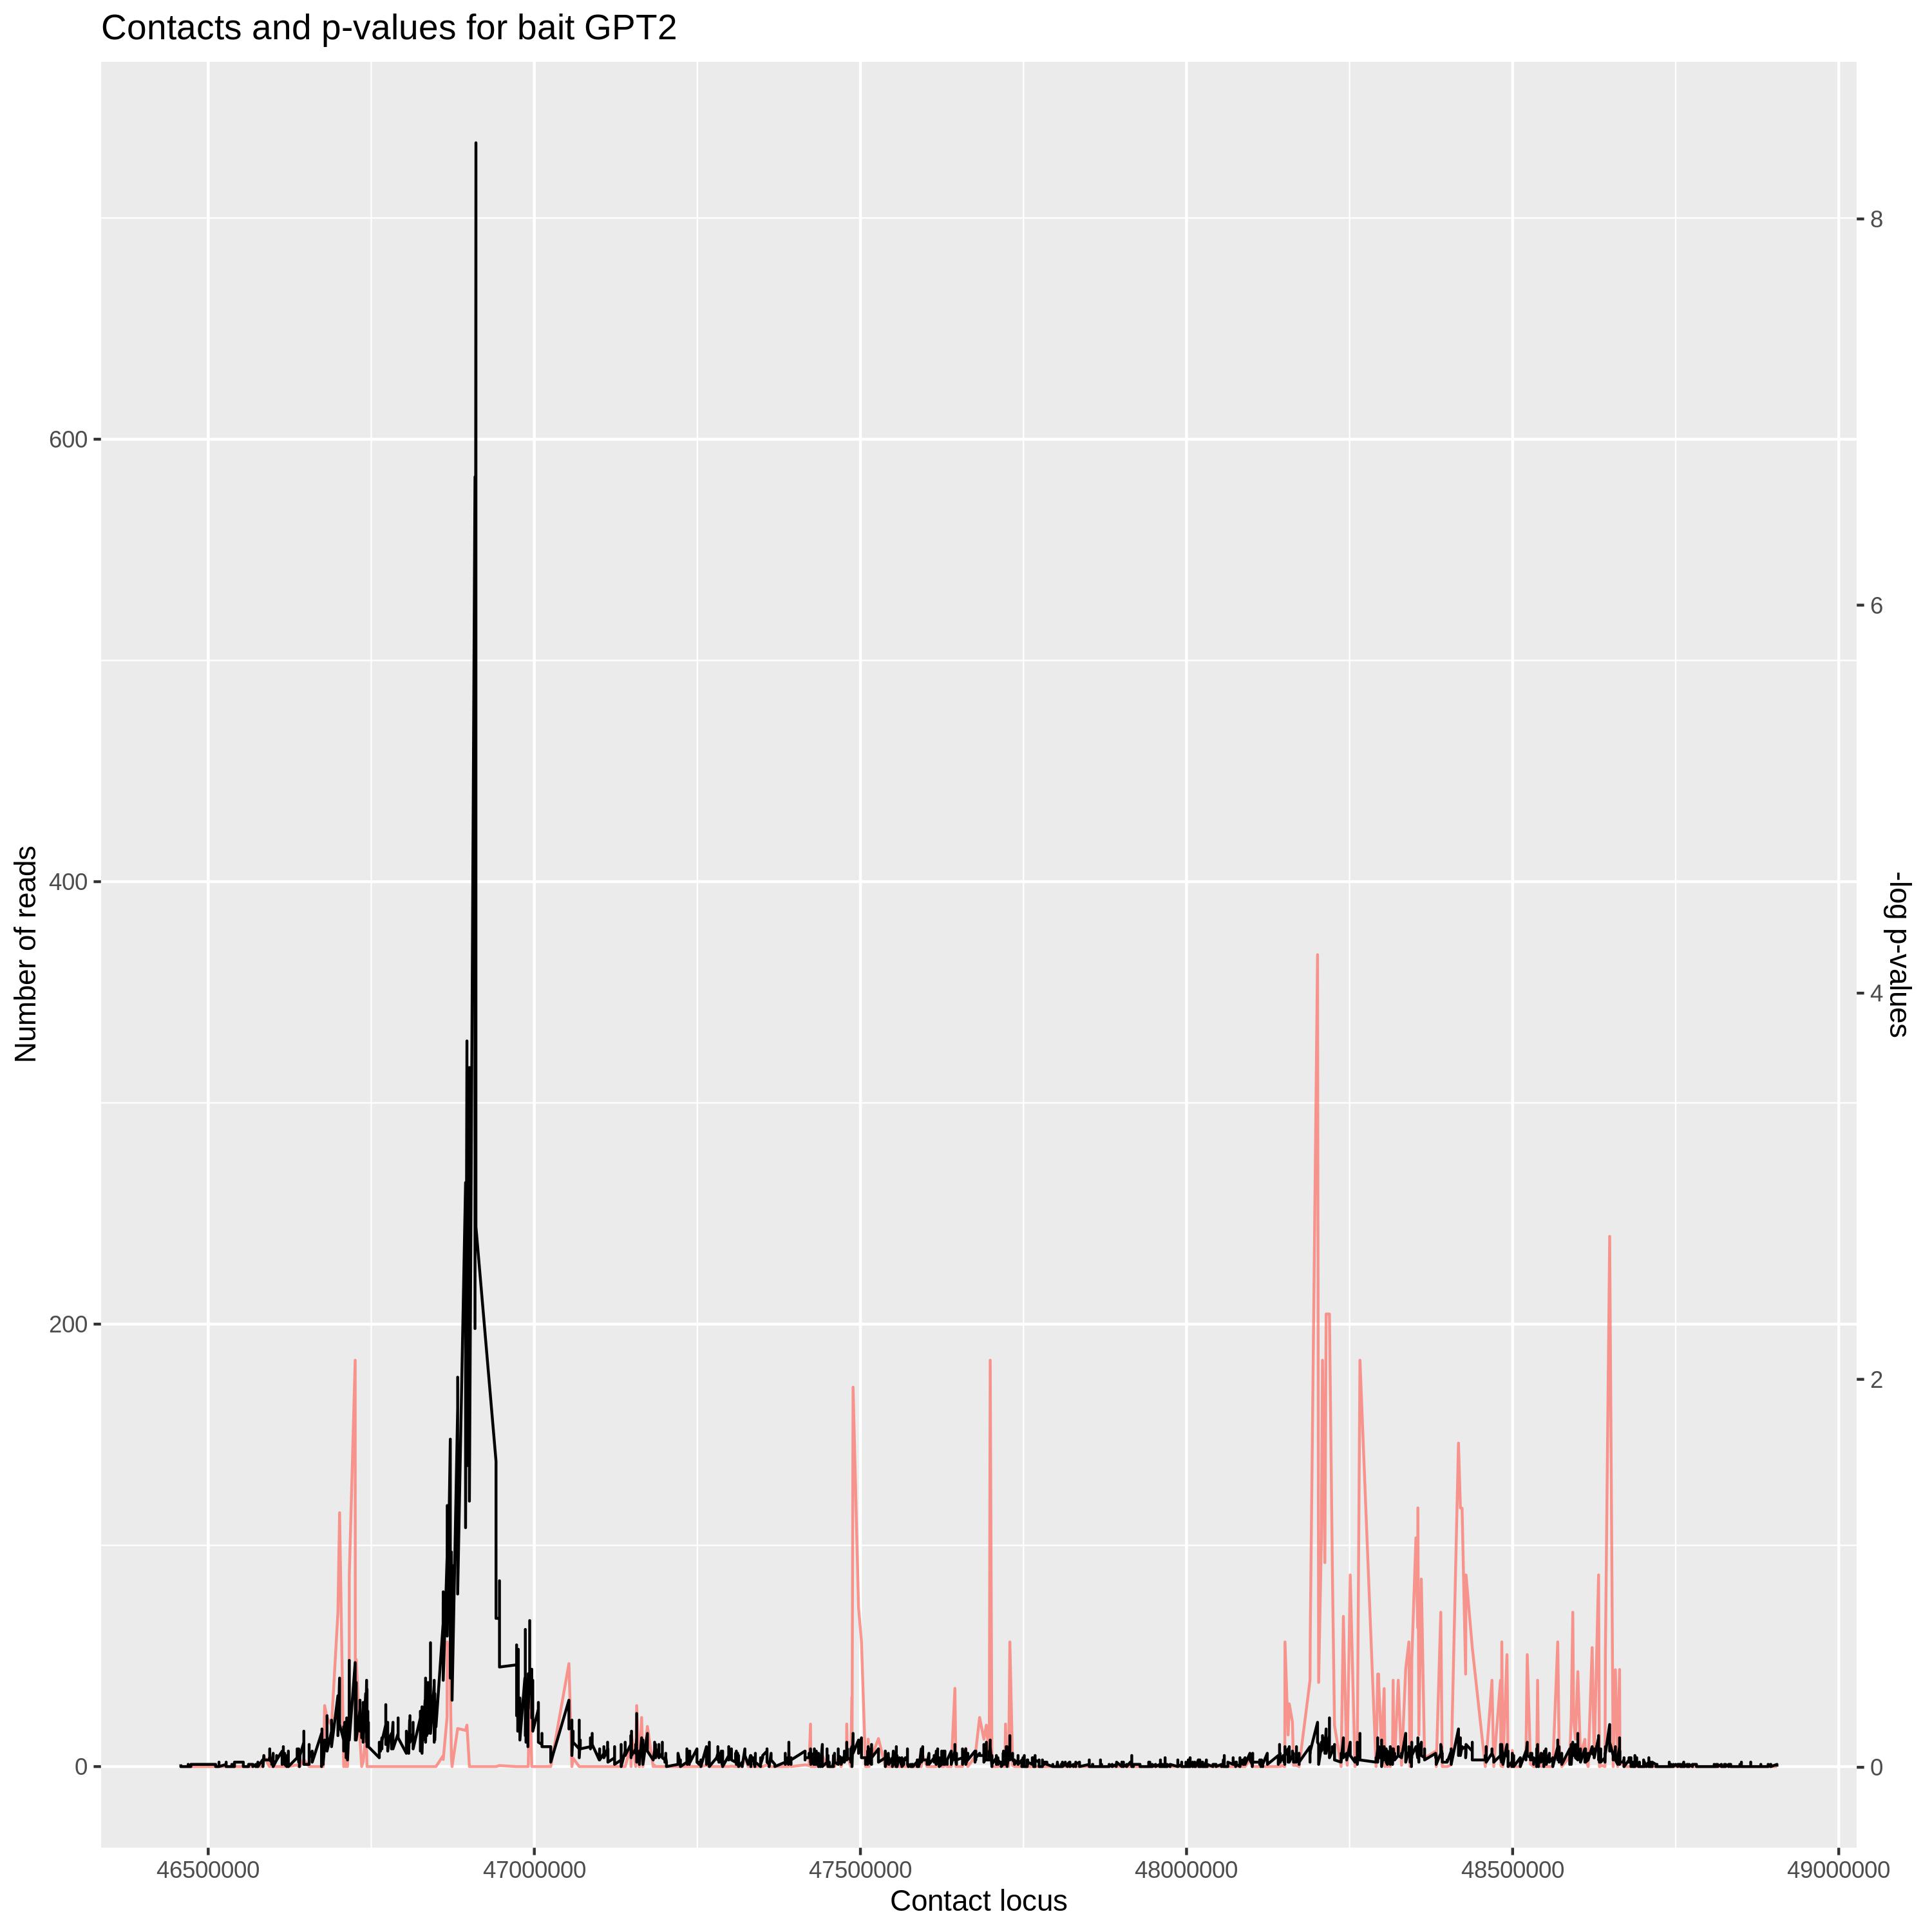 Contacts and p-values for bait GPT2
Number of reads
600
400
200
0
8
6
4
2
0
-log p-values
46500000 47000000 47500000 48000000 48500000 49000000
Contact locus